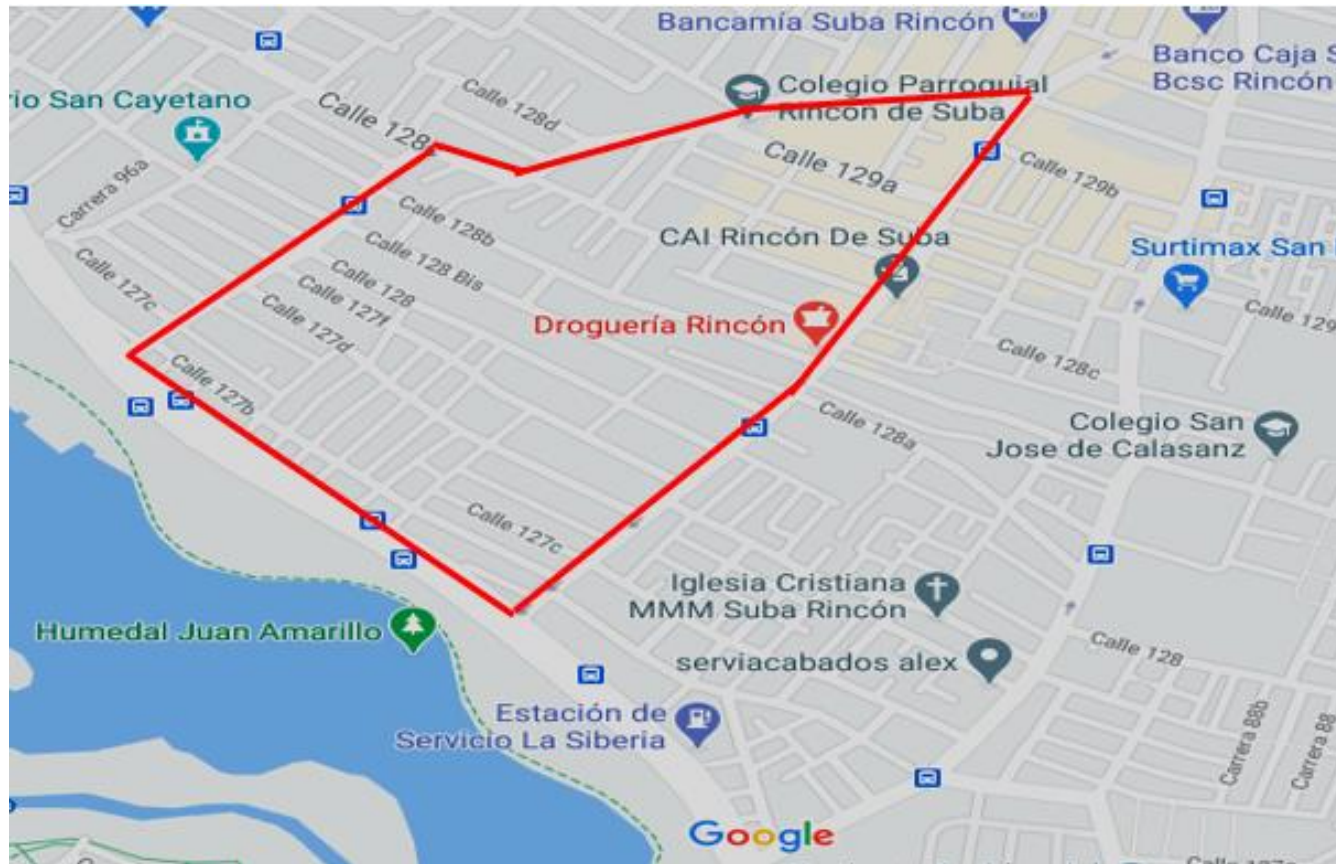 Bancamía Suba Rincón
Banco Caja S
Bcsc Rincón
rio San Cayetano
Calle 128d
Colegio Parroquial
Rincón de Suba
Calle 129a
Calle 129b
Carrera 96a
Calle 128b
CAI Rincón De Suba
Surtimax San
Calle 127c
Calle 128 Bis
Calle 128
Calle 127f
Calle 127d
Droguería Rincón
Calle 129
Calle 128c
Calle 127b
Calle 128a
Colegio San
Jose de Calasanz
Calle 127c
Iglesia Cristiana
MMM Suba Rincón
Humedal Juan Amarillo
serviacabados alex
Calle 128
Estación de
Servicio La Siberia
Carrera 88b
Carrera 88
Google